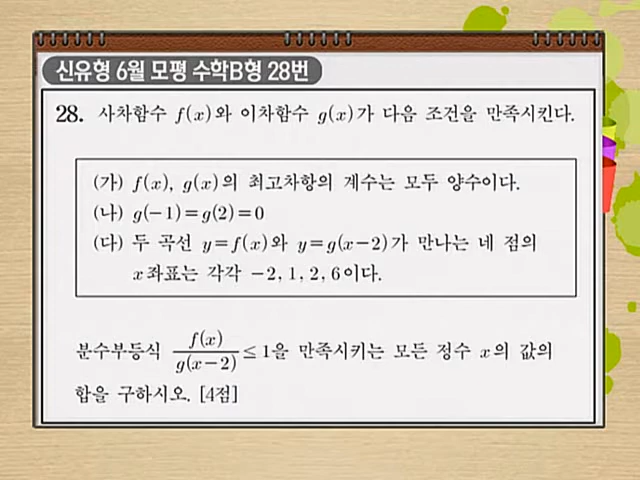 신유형 6월 모평 수학B형 28번
28. 사차함수 f(x)와 이차함수 g(x)가 다음 조건을 만족시킨다.
(가) f(x), g(x)의 최고차항의 계수는 모두 양수이다.
(나) g(-1)=g(2)=0
(다) 두 곡선 y=f(x)와 y=g(x-2)가 만나는 네 점의
x좌표는 각각 -2, 1, 2, 6이다.
분수부등식 f(x)/g(x-2) ≤ 1을 만족시키는 모든 정수 x의 값의
합을 구하시오. [4점]